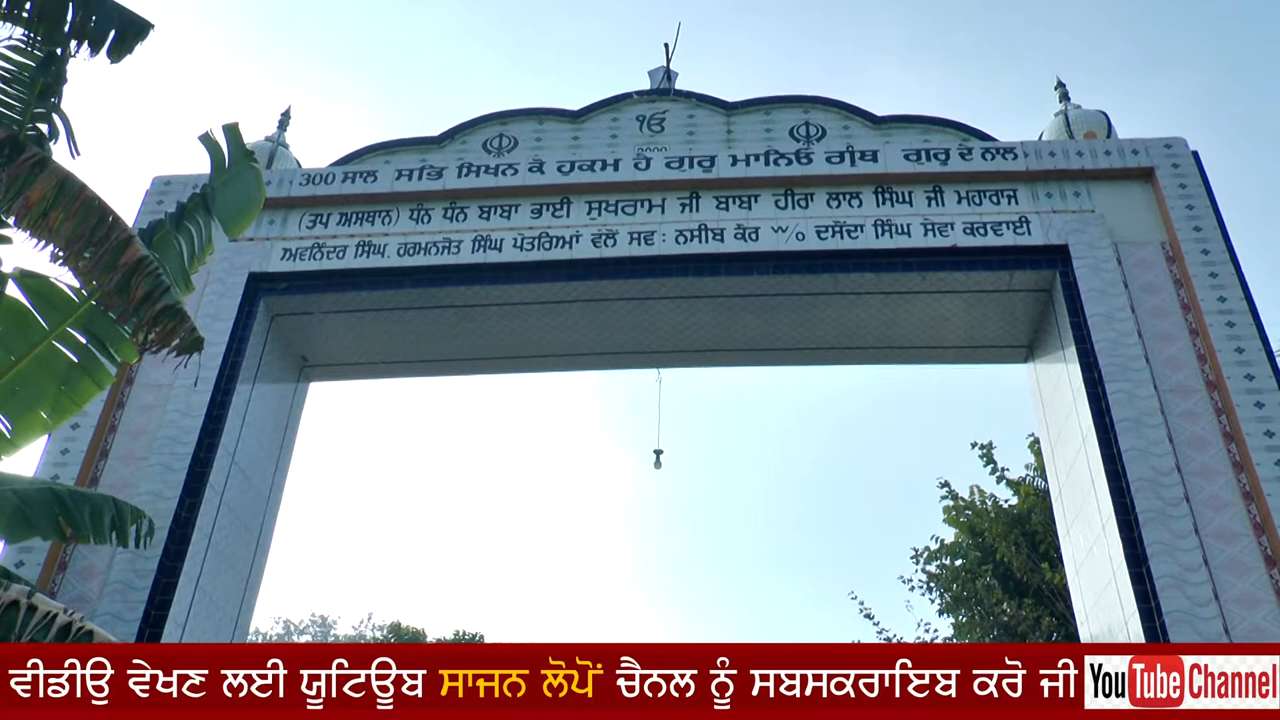 ੴ
300 ਸਾਲ ਸਭਿ ਸਿਖਨ ਕੋ ਹੁਕਮ ਹੈ ਗੁਰੂ ਮਾਨਿਓ ਗ੍ਰੰਥ ਗੁਰੂ ਦੇ ਨਾਲ
(ਤਪ ਅਸਥਾਨ) ਧੰਨ ਧੰਨ ਬਾਬਾ ਭਾਈ ਸੁਖਰਾਮ ਜੀ ਬਾਬਾ ਹੀਰਾ ਲਾਲ ਸਿੰਘ ਜੀ ਮਹਾਰਾਜ
ਅਵਨਿੰਦਰ ਸਿੰਘ, ਹਰਮਨਜੋਤ ਸਿੰਘ ਪੋਤਰਿਆਂ ਵੱਲੋਂ ਸਵ: ਨਸੀਬ ਕੌਰ W/o ਦਸੌਂਦਾ ਸਿੰਘ ਸੇਵਾ ਕਰਵਾਈ
ਵੀਡੀਉ ਵੇਖਣ ਲਈ ਯੂਟਿਊਬ ਸਾਜਨ ਲੋਪੋਂ ਚੈਨਲ ਨੂੰ ਸਬਸਕਰਾਇਬ ਕਰੋ ਜੀ YouTube Channel